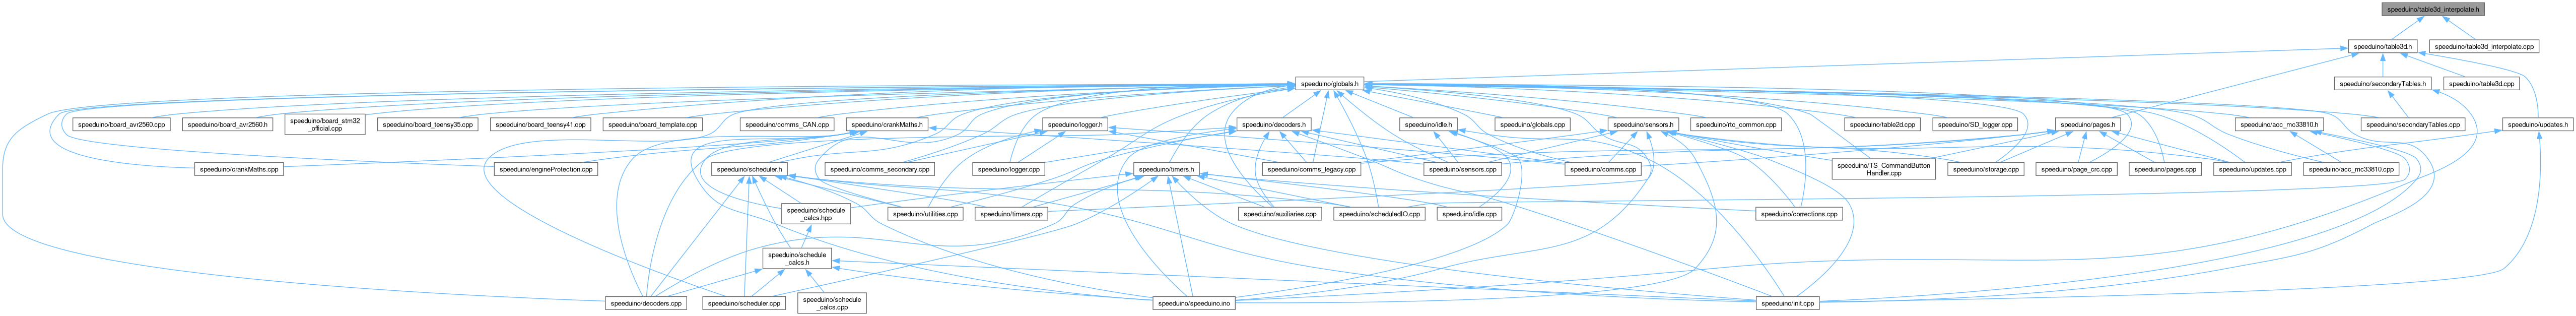 speeduino/table3d_interpolate.h
speeduino/table3d.h
speeduino/table3d_interpolate.cpp
speeduino/globals.h
speeduino/secondaryTables.h
speeduino/table3d.cpp
speeduino/board_avr2560.cpp
speeduino/board_avr2560.h
speeduino/board_stm32
_official.cpp
speeduino/board_teensy35.cpp
speeduino/board_teensy41.cpp
speeduino/board_template.cpp
speeduino/comms_CAN.cpp
speeduino/crankMaths.h
speeduino/logger.h
speeduino/decoders.h
speeduino/idle.h
speeduino/globals.cpp
speeduino/sensors.h
speeduino/rtc_common.cpp
speeduino/table2d.cpp
speeduino/SD_logger.cpp
speeduino/pages.h
speeduino/acc_mc33810.h
speeduino/secondaryTables.cpp
speeduino/updates.h
speeduino/crankMaths.cpp
speeduino/engineProtection.cpp
speeduino/scheduler.h
speeduino/comms_secondary.cpp
speeduino/logger.cpp
speeduino/timers.h
speeduino/comms_legacy.cpp
speeduino/sensors.cpp
speeduino/comms.cpp
speeduino/TS_CommandButton
Handler.cpp
speeduino/storage.cpp
speeduino/page_crc.cpp
speeduino/pages.cpp
speeduino/updates.cpp
speeduino/acc_mc33810.cpp
speeduino/schedule
_calcs.hpp
speeduino/utilities.cpp
speeduino/timers.cpp
speeduino/auxiliaries.cpp
speeduino/scheduledIO.cpp
speeduino/idle.cpp
speeduino/corrections.cpp
speeduino/schedule
_calcs.h
speeduino/decoders.cpp
speeduino/scheduler.cpp
speeduino/schedule
_calcs.cpp
speeduino/speeduino.ino
speeduino/init.cpp